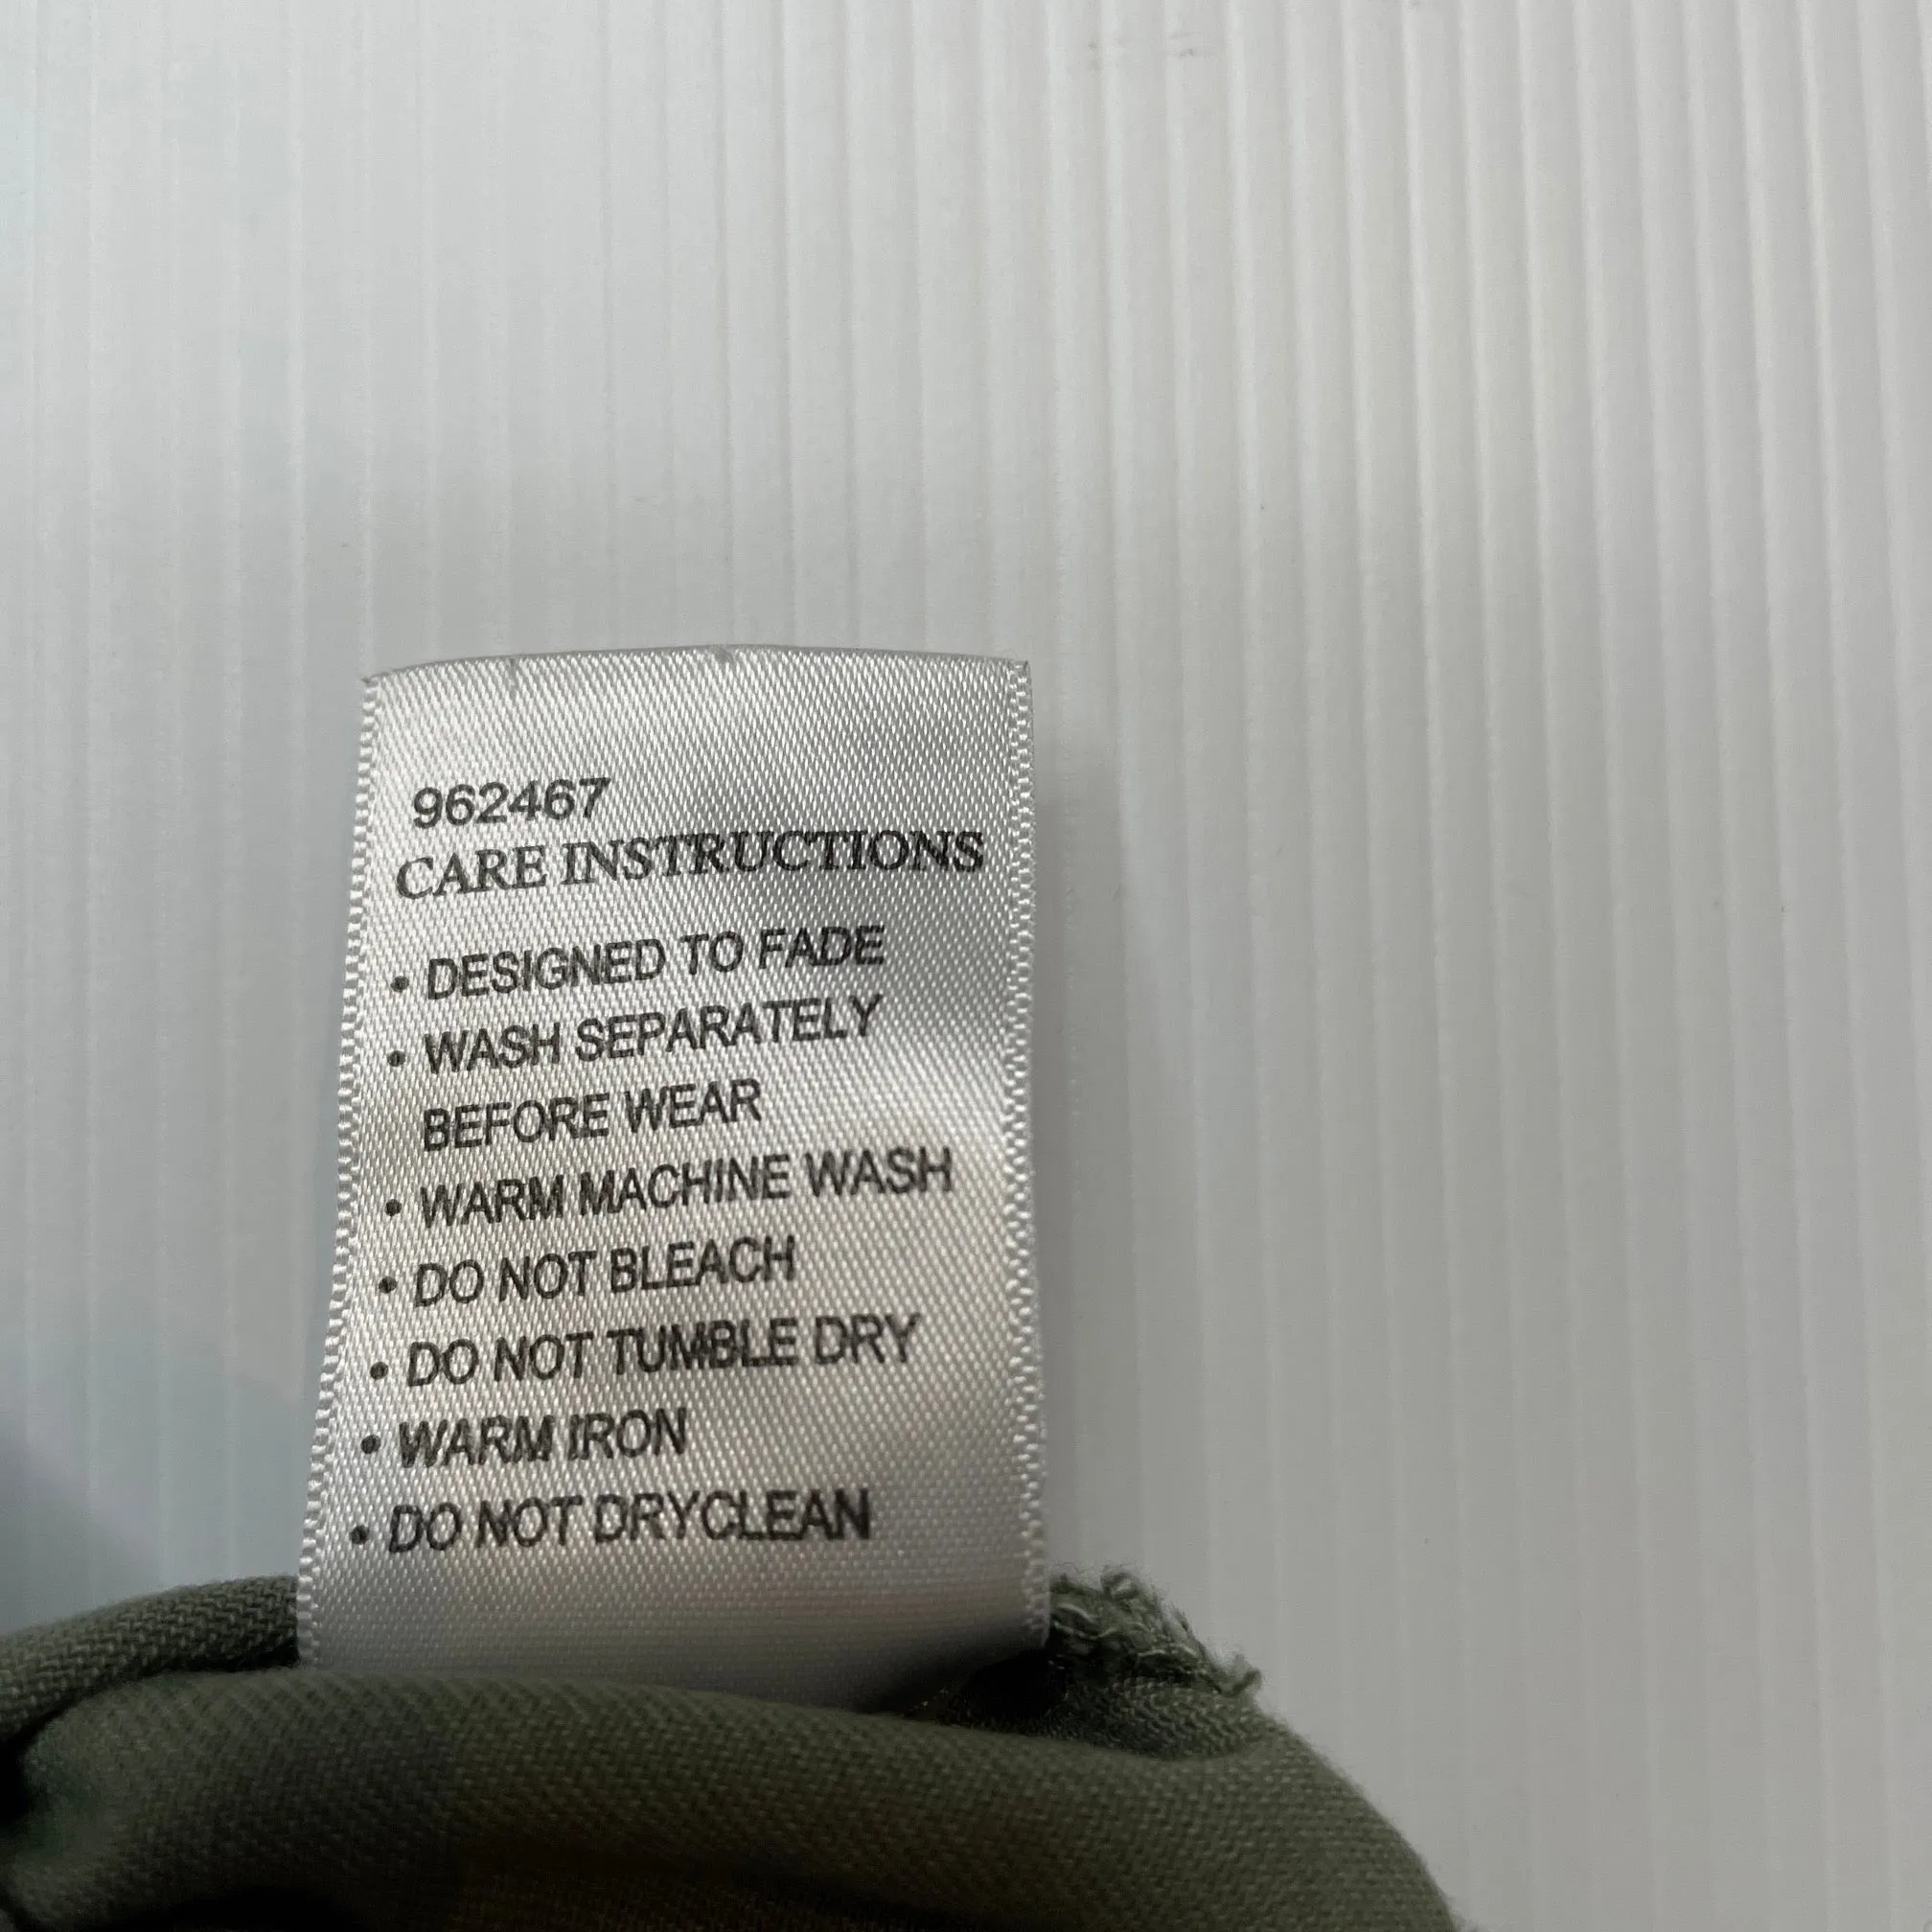 962467
CARE INSTRUCTIONS
• DESIGNED TO FADE
• WASH SEPARATELY
BEFORE WEAR
• WARM MACHINE WASH
• DO NOT BLEACH
• DO NOT TUMBLE DRY
• WARM IRON
• DO NOT DRYCLEAN